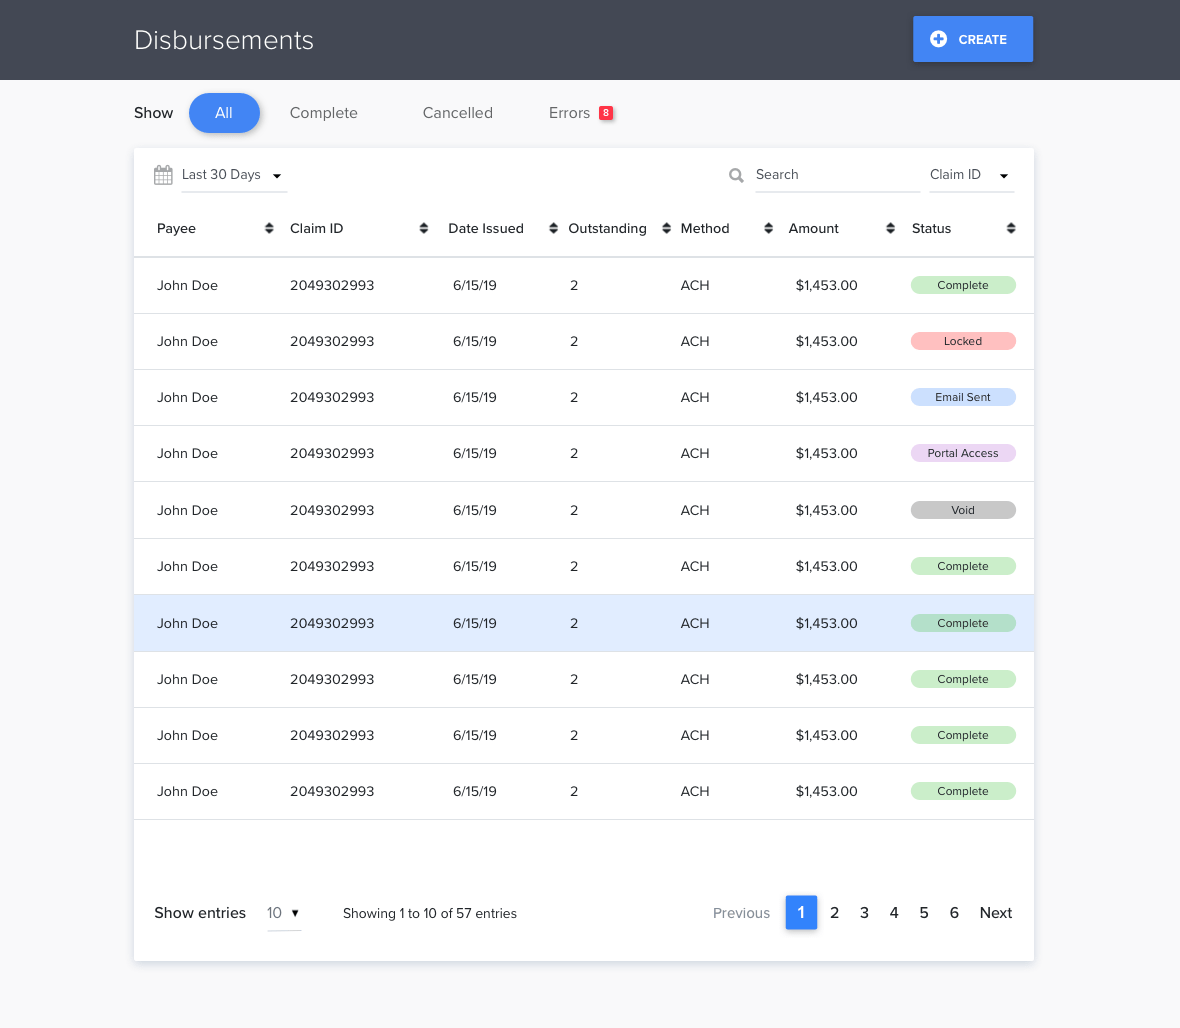 Disbursements
CREATE
Show All Complete Cancelled Errors 8
Last 30 Days Search Claim ID
Payee Claim ID Date Issued Outstanding Method Amount Status
John Doe 2049302993 6/15/19 2 ACH $1,453.00 Complete
John Doe 2049302993 6/15/19 2 ACH $1,453.00 Locked
John Doe 2049302993 6/15/19 2 ACH $1,453.00 Email Sent
John Doe 2049302993 6/15/19 2 ACH $1,453.00 Portal Access
John Doe 2049302993 6/15/19 2 ACH $1,453.00 Void
John Doe 2049302993 6/15/19 2 ACH $1,453.00 Complete
John Doe 2049302993 6/15/19 2 ACH $1,453.00 Complete
John Doe 2049302993 6/15/19 2 ACH $1,453.00 Complete
John Doe 2049302993 6/15/19 2 ACH $1,453.00 Complete
John Doe 2049302993 6/15/19 2 ACH $1,453.00 Complete
Show entries 10 Showing 1 to 10 of 57 entries Previous 1 2 3 4 5 6 Next